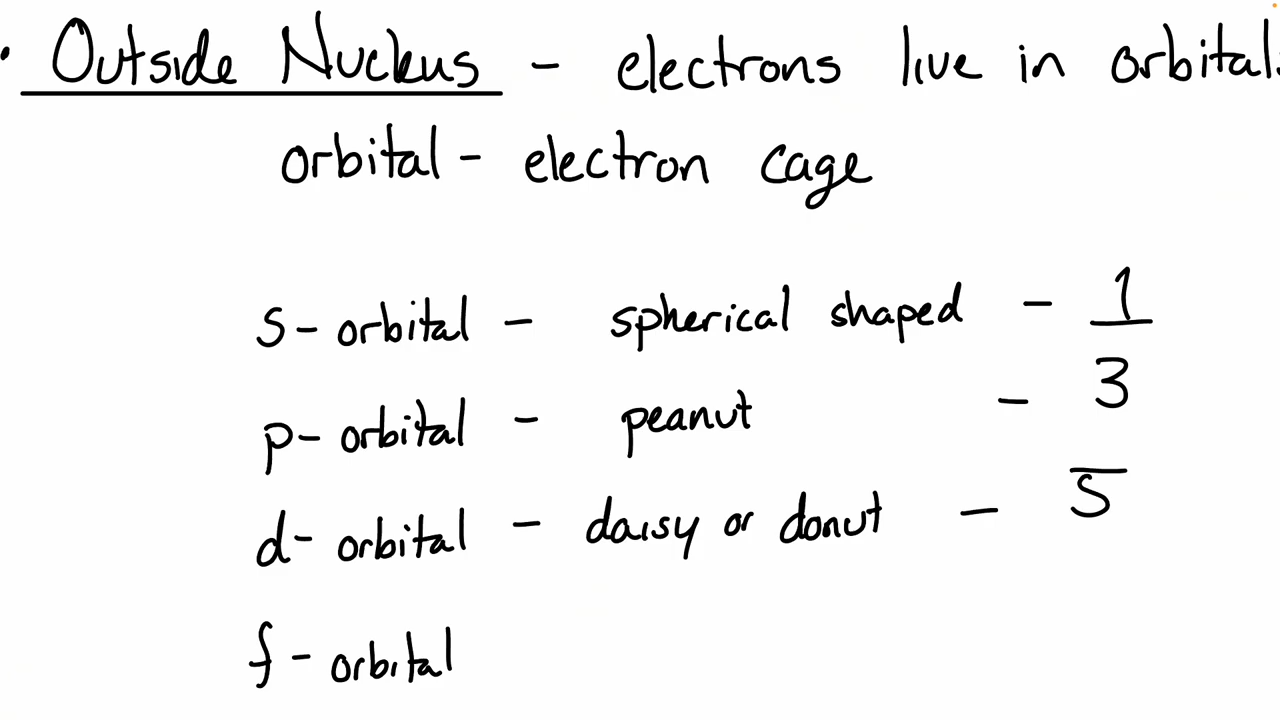 • Outside Nucleus - electrons live in orbitals
orbital - electron cage
s- orbital - spherical shaped - 1
p- orbital - peanut - 3
d- orbital - daisy or donut - 5
f - orbital